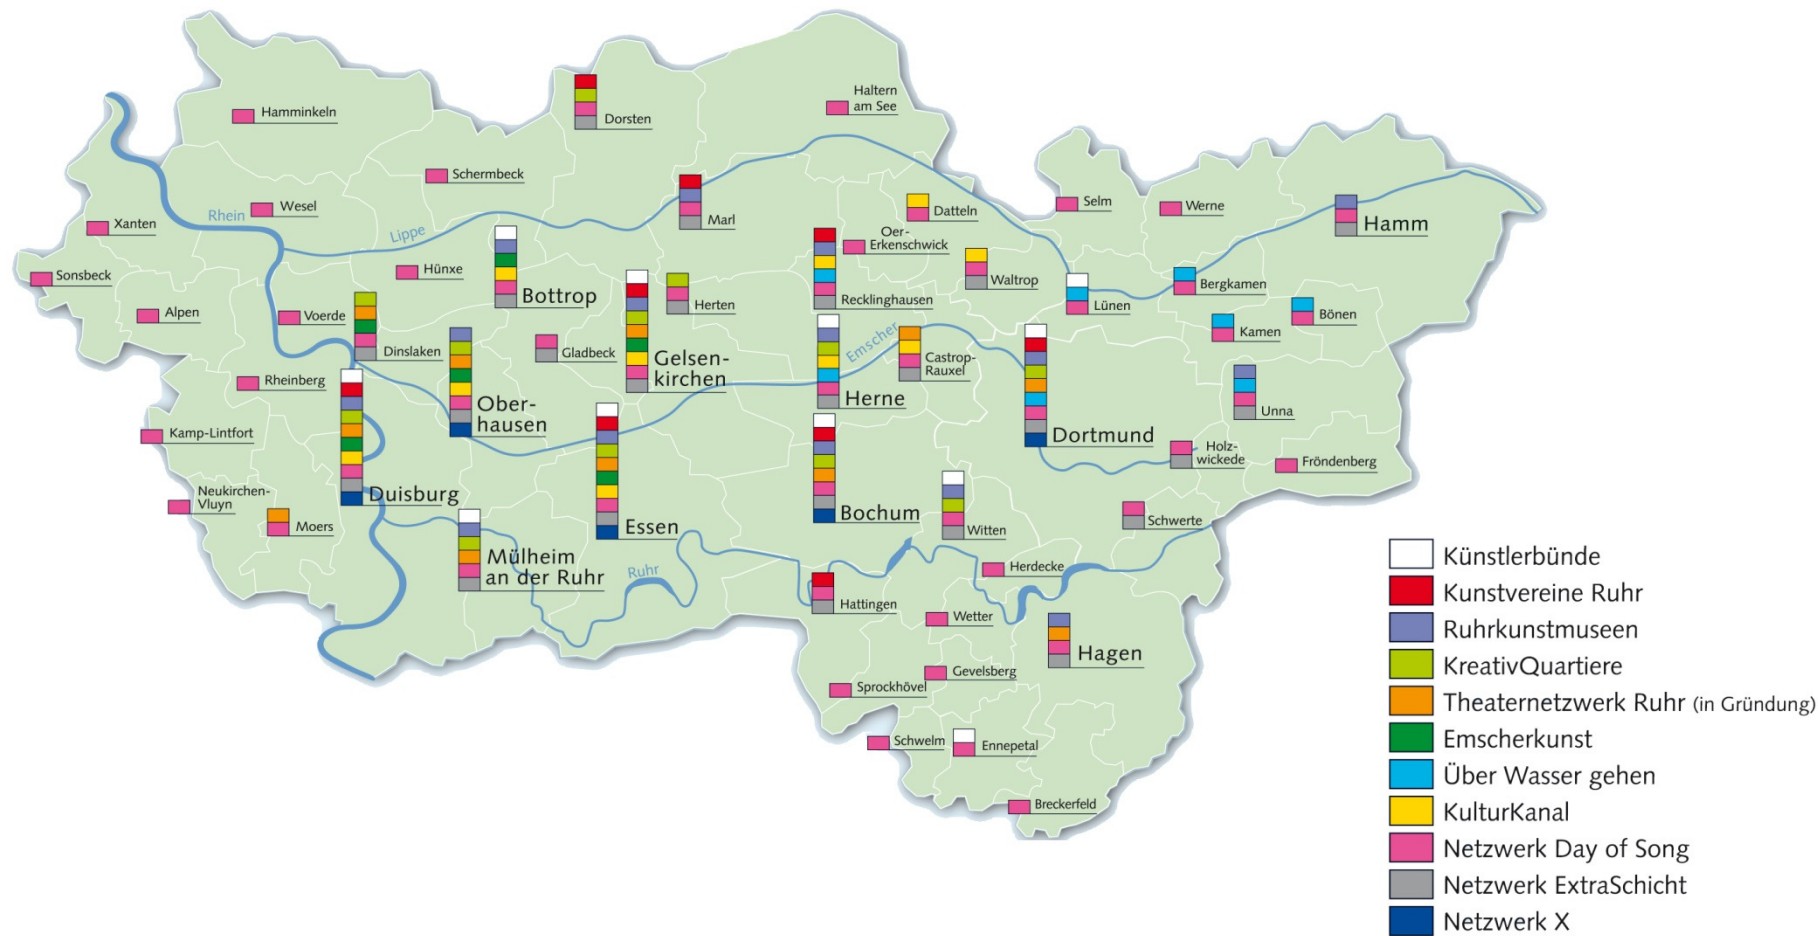 Hamminkeln
Dorsten
Haltern
am See
Schermbeck
Wesel
Rhein
Xanten
Lippe
Marl
Datteln
Selm
Werne
Hamm
Oer-
Erkenschwick
Sonsbeck
Hünxe
Bottrop
Herten
Recklinghausen
Waltrop
Lünen
Bergkamen
Bönen
Kamen
Alpen
Voerde
Dinslaken
Gladbeck
Gelsen-
kirchen
Emscher
Castrop-
Rauxel
Herne
Rheinberg
Ober-
hausen
Unna
Kamp-Lintfort
Dortmund
Holz-
wickede
Fröndenberg
Neukirchen-
Vluyn
Duisburg
Moers
Essen
Bochum
Witten
Schwerte
Mülheim
an der Ruhr
Ruhr
Hattingen
Herdecke
Wetter
Hagen
Gevelsberg
Sprockhövel
Schwelm
Ennepetal
Breckerfeld
Künstlerbünde
Kunstvereine Ruhr
Ruhrkunstmuseen
KreativQuartiere
Theaternetzwerk Ruhr (in Gründung)
Emscherkunst
Über Wasser gehen
KulturKanal
Netzwerk Day of Song
Netzwerk ExtraSchicht
Netzwerk X